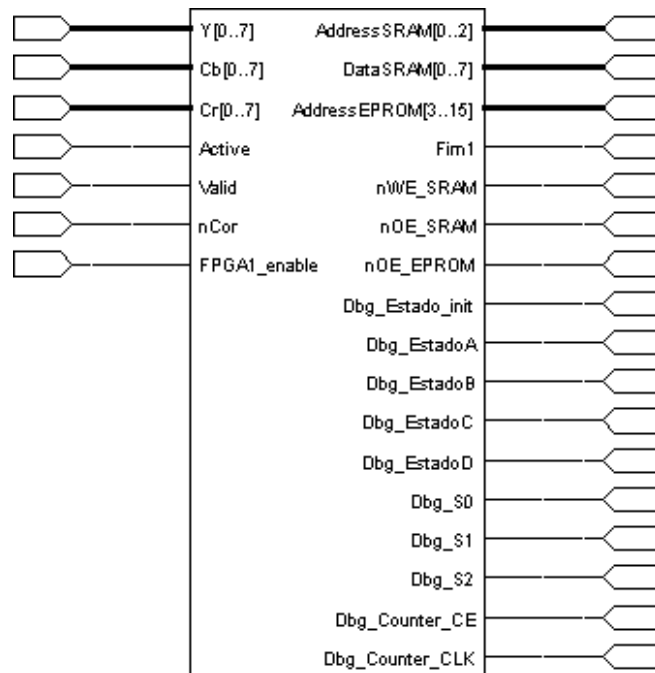 Y[0..7] AddressSRAM[0..2]
Cb[0..7] DataSRAM[0..7]
Cr[0..7] AddressEPROM[3..15]
Active Fim1
Valid nWE_SRAM
nCor nOE_SRAM
FPGA1_enable nOE_EPROM
Dbg_Estado_init
Dbg_EstadoA
Dbg_EstadoB
Dbg_EstadoC
Dbg_EstadoD
Dbg_S0
Dbg_S1
Dbg_S2
Dbg_Counter_CE
Dbg_Counter_CLK